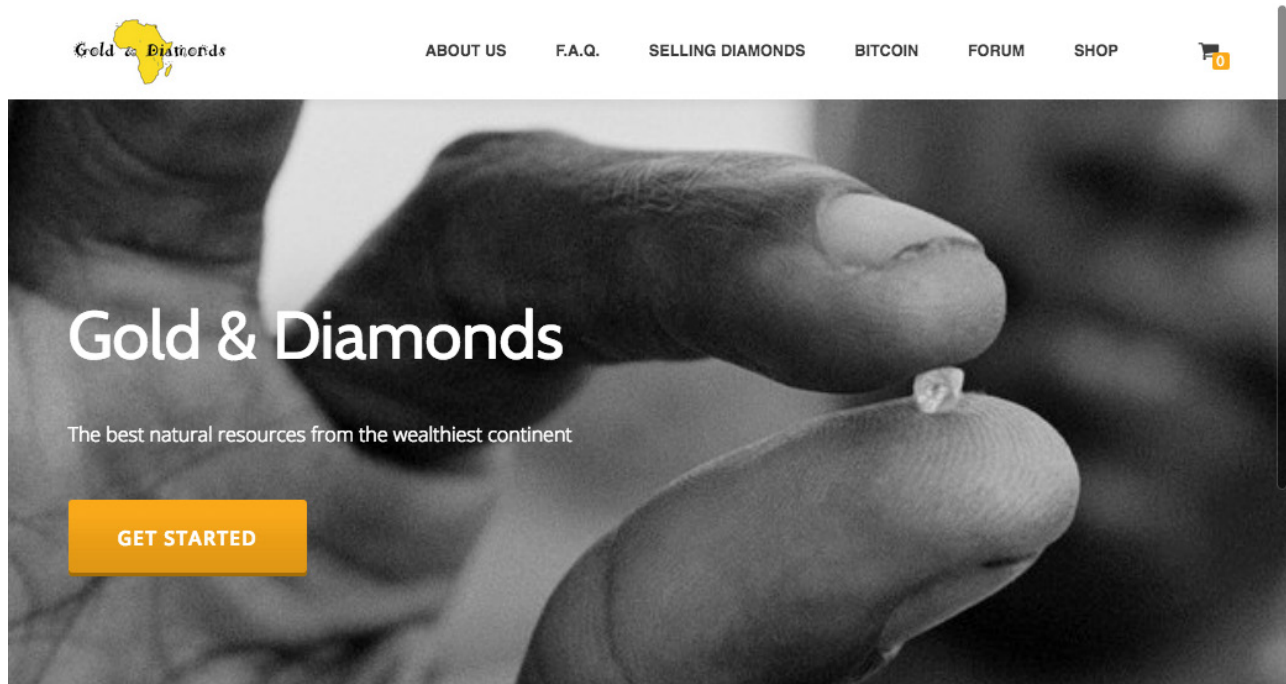 Gold & Diamonds
ABOUT US
F.A.Q.
SELLING DIAMONDS
BITCOIN
FORUM
SHOP
0
Gold & Diamonds
The best natural resources from the wealthiest continent
GET STARTED